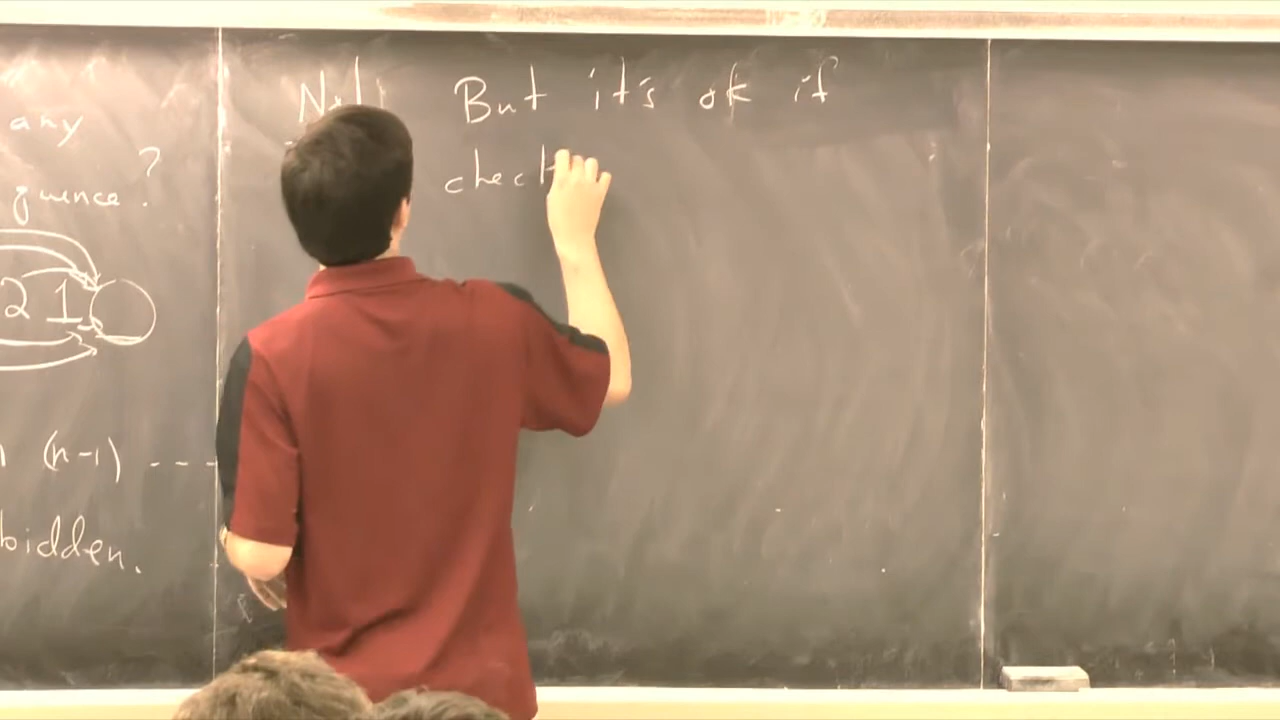 any
quence?
2 1
(n-1) ---
bidden.
But it's ok if
check